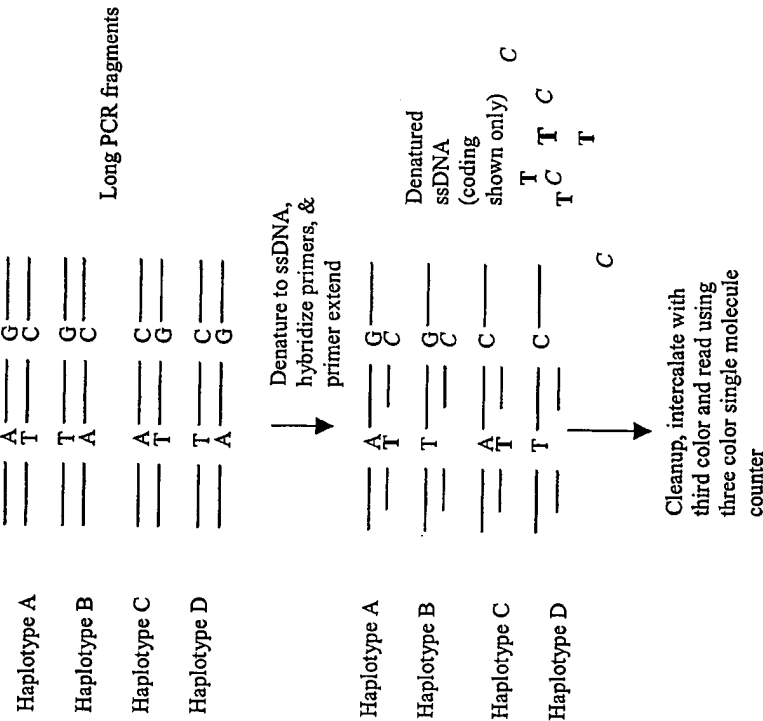 Haplotype A
A G
T C
Haplotype B
T G
A C
Haplotype C
A C
T G
Haplotype D
T C
A G
Long PCR fragments
Denature to ssDNA,
hybridize primers, &
primer extend
Haplotype A
A G
T C
Haplotype B
T G
C
Haplotype C
A C
T
Haplotype D
T C
Denatured
ssDNA
(coding
shown only)
C
T
T C
T C
T
C
Cleanup, intercalate with
third color and read using
three color single molecule
counter